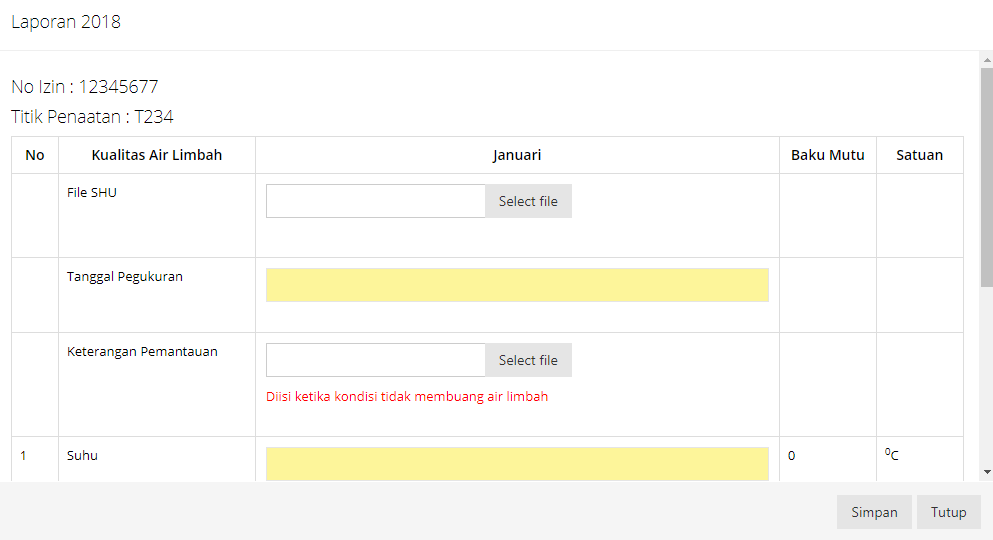 Laporan 2018
No Izin : 12345677
Titik Penaatan : T234
No Kualitas Air Limbah Januari Baku Mutu Satuan
File SHU Select file
Tanggal Pegukuran
Keterangan Pemantauan Select file
Diisi ketika kondisi tidak membuang air limbah
1 Suhu 0 ⁰C
Simpan Tutup